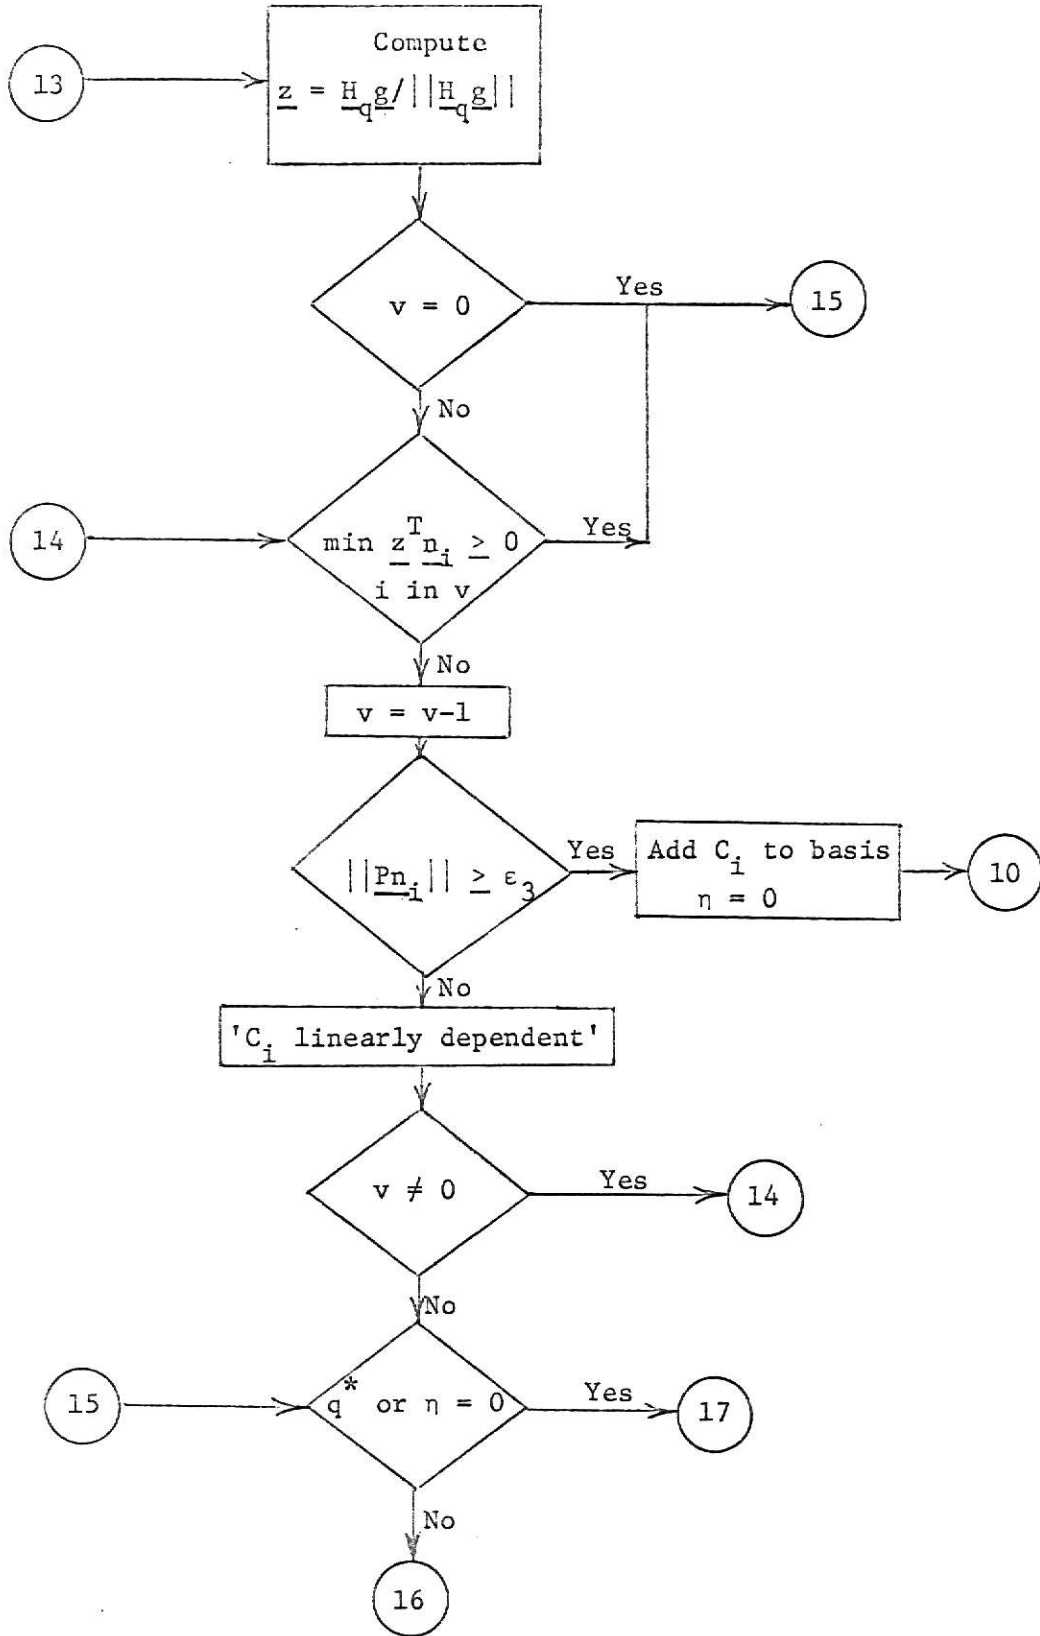 Compute
13
z = H_q g/||H_q g||
Yes
v = 0
15
No
14
min z^T n_i ≥ 0
Yes
i in v
No
v = v-1
||Pn_i|| ≥ ε_3
Yes
Add C_i to basis
η = 0
10
No
'C_i linearly dependent'
v ≠ 0
Yes
14
No
15
q* or η = 0
Yes
17
No
16